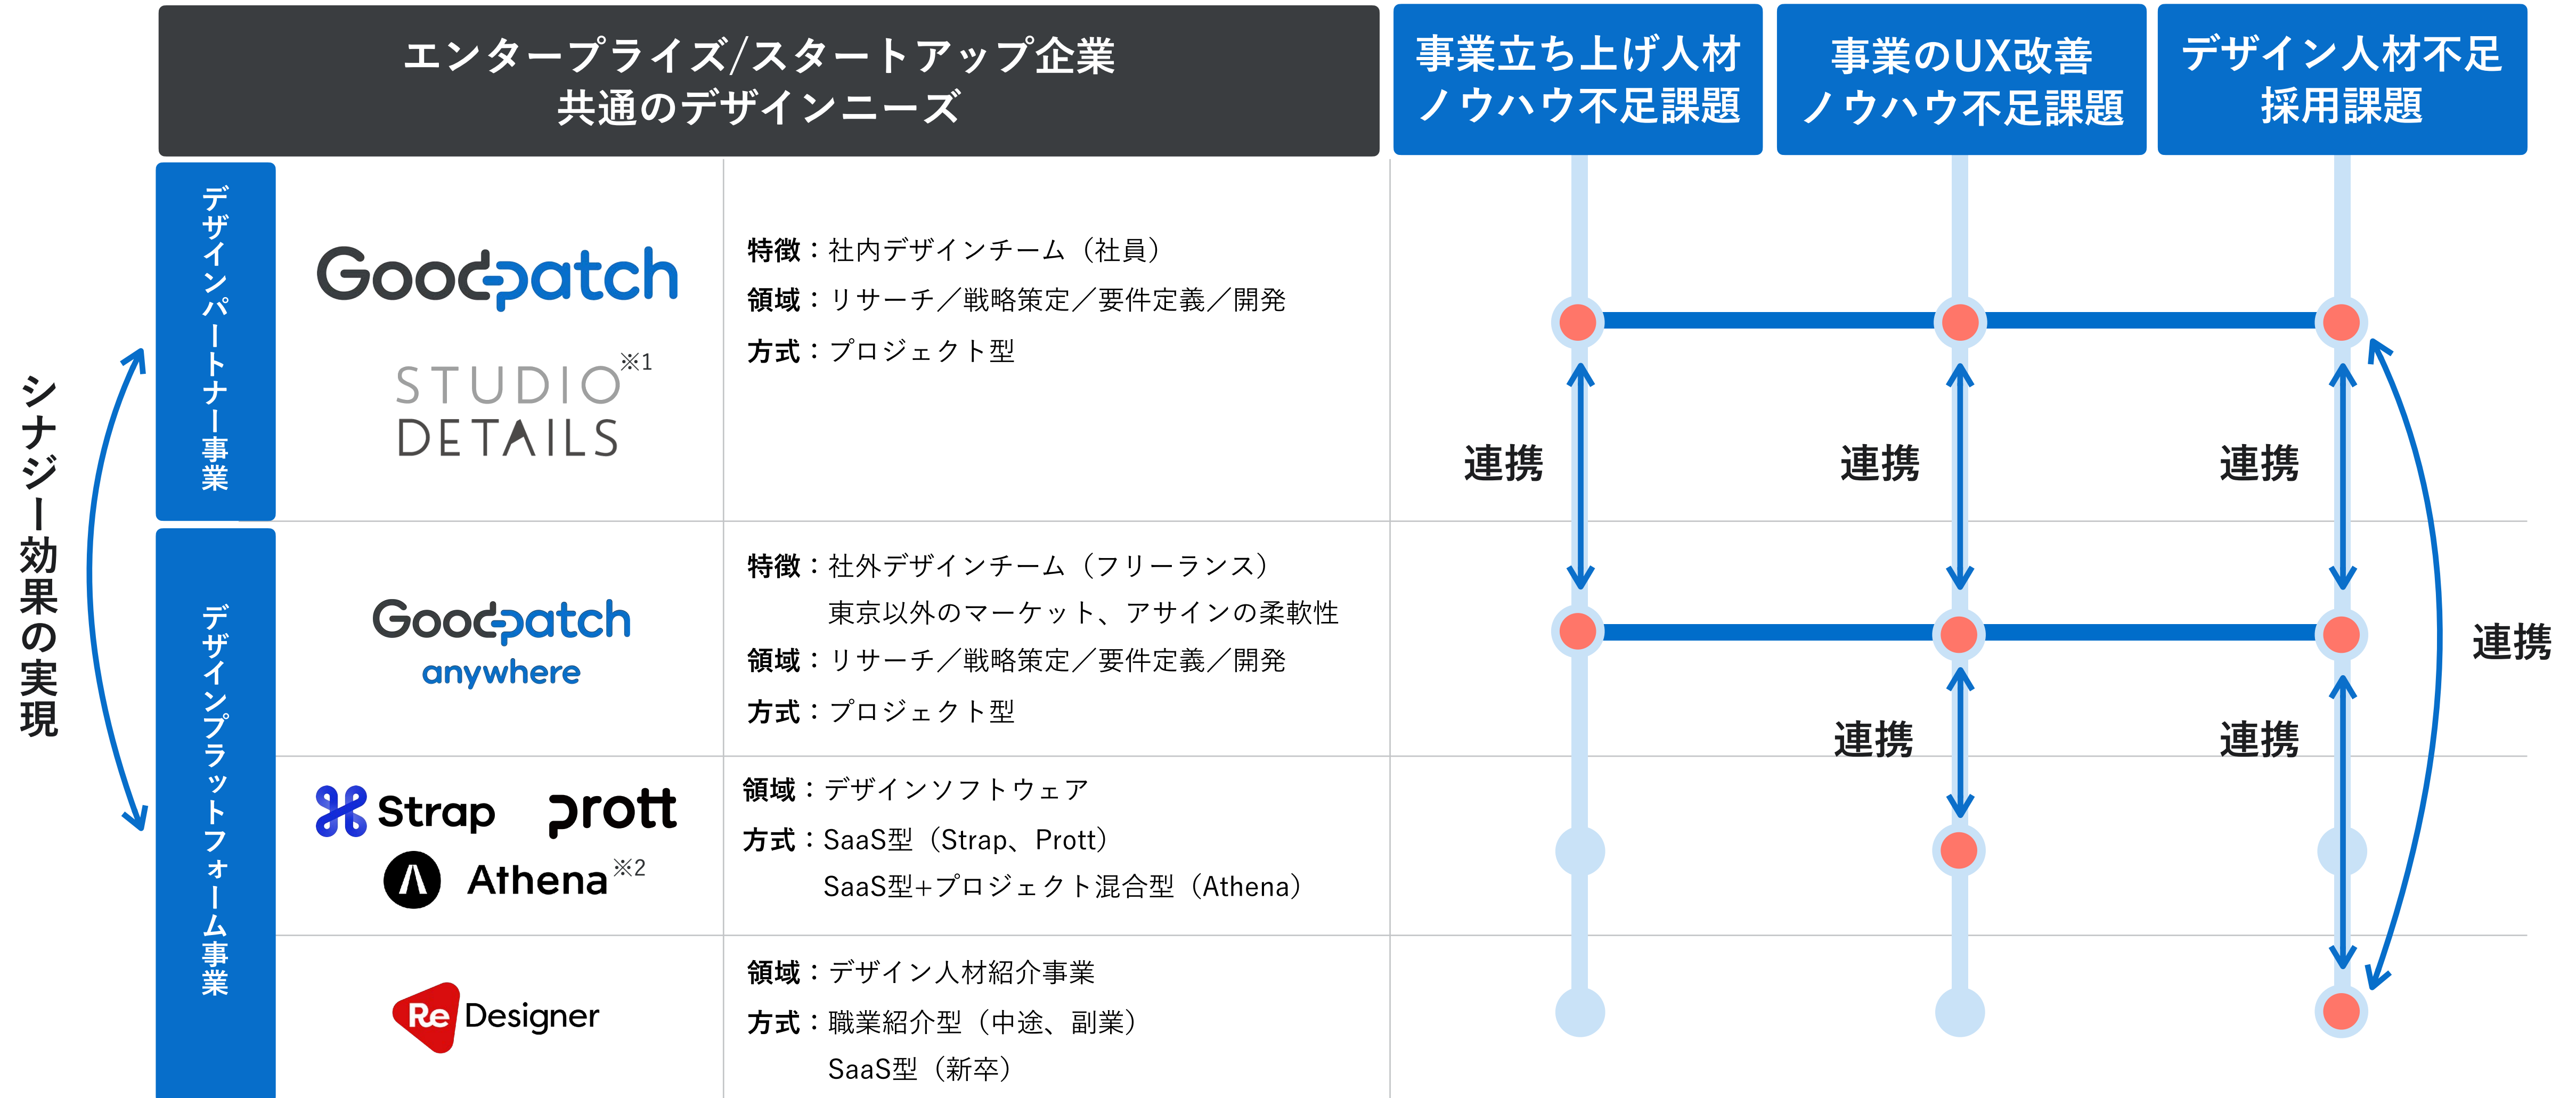 エンタープライズ/スタートアップ企業
共通のデザインニーズ
事業立ち上げ人材
ノウハウ不足課題
事業のUX改善
ノウハウ不足課題
デザイン人材不足
採用課題
シナジー効果の実現
デザインパートナー事業
Goodpatch
STUDIO※1
DETAILS
特徴：社内デザインチーム（社員）
領域：リサーチ／戦略策定／要件定義／開発
方式：プロジェクト型
連携
連携
連携
デザインプラットフォーム事業
Goodpatch
anywhere
特徴：社外デザインチーム（フリーランス）
東京以外のマーケット、アサインの柔軟性
領域：リサーチ／戦略策定／要件定義／開発
方式：プロジェクト型
連携
連携
連携
Strap
prott
Athena※2
領域：デザインソフトウェア
方式：SaaS型（Strap、Prott）
SaaS型+プロジェクト混合型（Athena）
Re Designer
領域：デザイン人材紹介事業
方式：職業紹介型（中途、副業）
SaaS型（新卒）